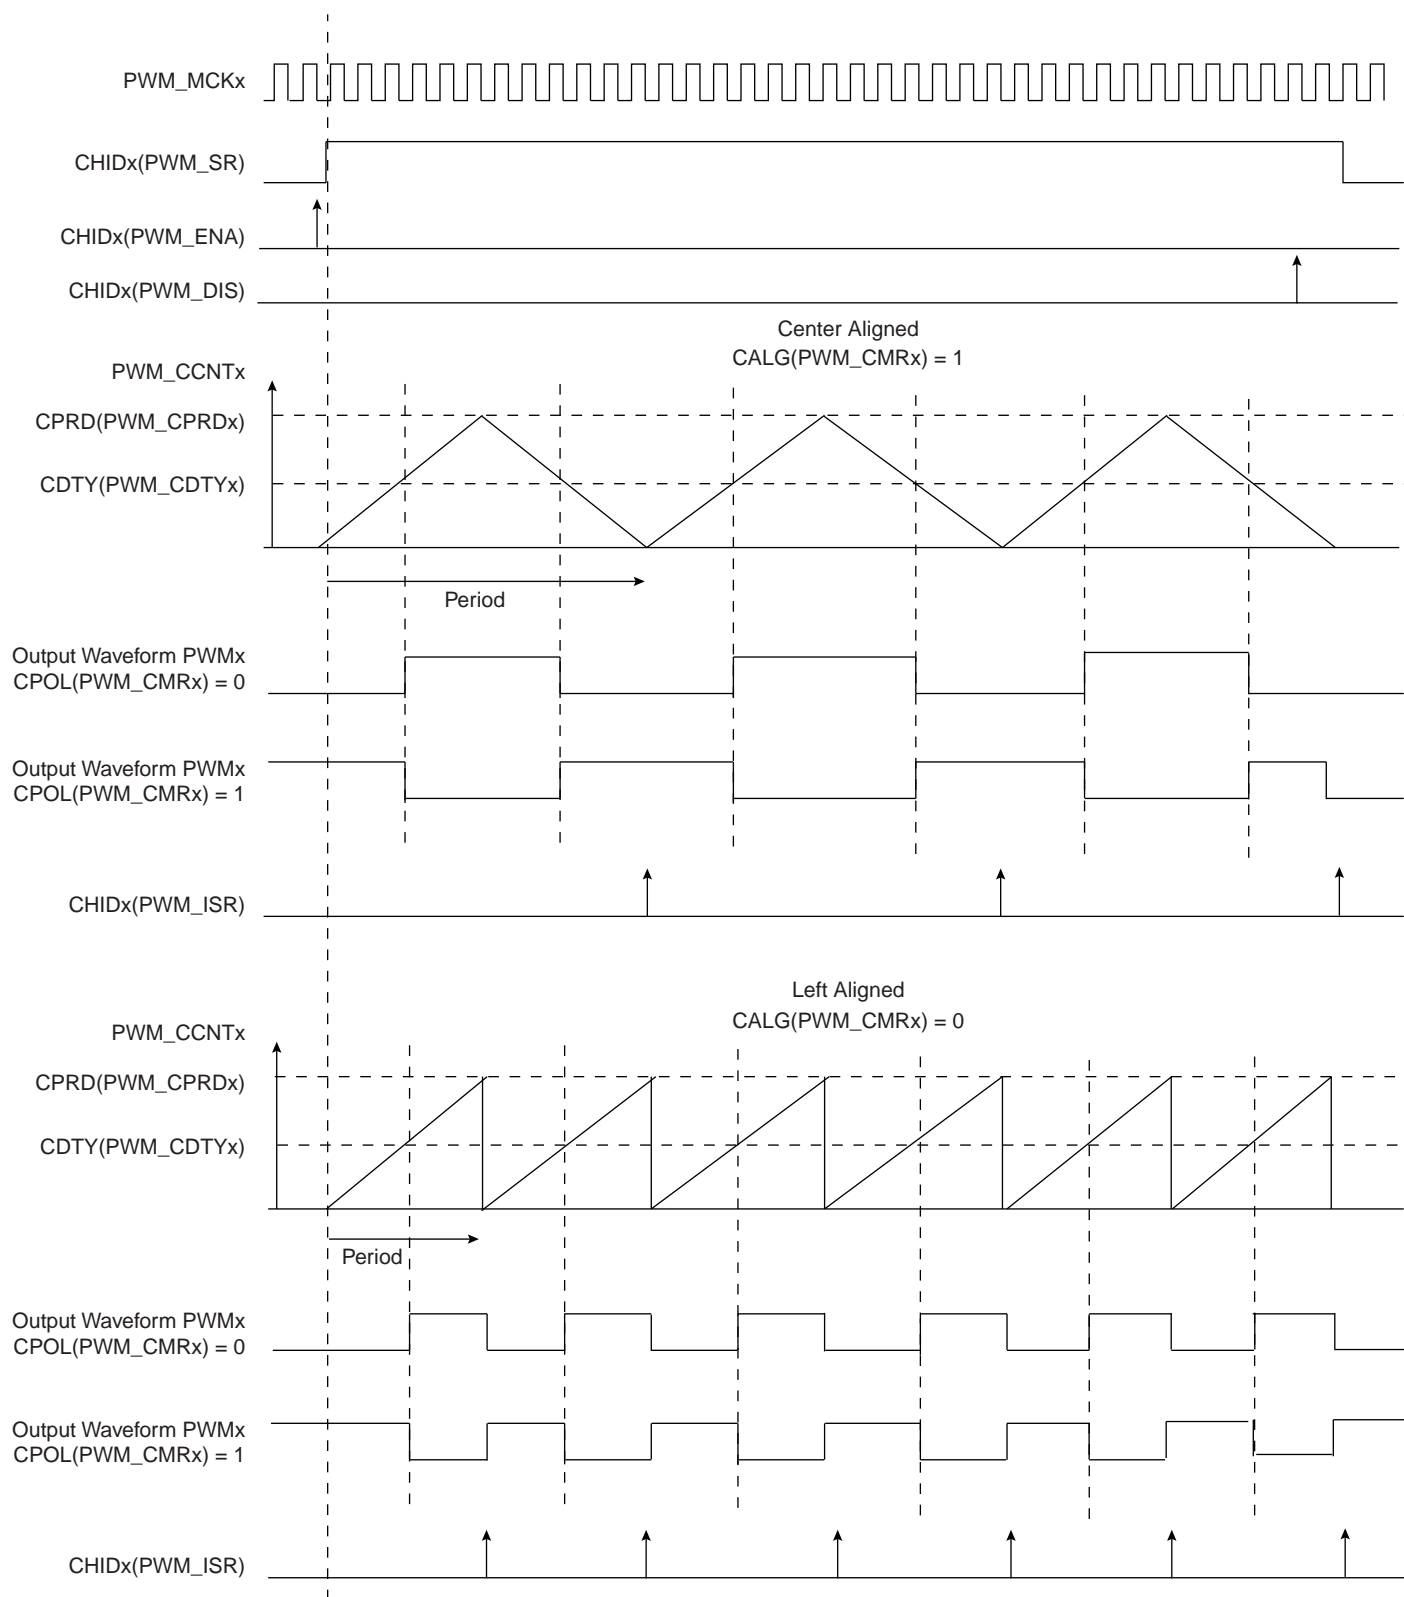 PWM_MCKx
CHIDx(PWM_SR)
CHIDx(PWM_ENA)
CHIDx(PWM_DIS)
Center Aligned
CALG(PWM_CMRx) = 1
PWM_CCNTx
CPRD(PWM_CPRDx)
CDTY(PWM_CDTYx)
Period
Output Waveform PWMx
CPOL(PWM_CMRx) = 0
Output Waveform PWMx
CPOL(PWM_CMRx) = 1
CHIDx(PWM_ISR)
Left Aligned
CALG(PWM_CMRx) = 0
PWM_CCNTx
CPRD(PWM_CPRDx)
CDTY(PWM_CDTYx)
Period
Output Waveform PWMx
CPOL(PWM_CMRx) = 0
Output Waveform PWMx
CPOL(PWM_CMRx) = 1
CHIDx(PWM_ISR)